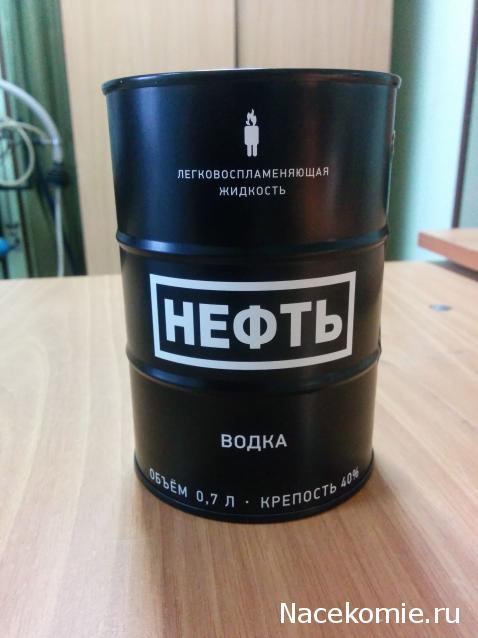 ЛЕГКОВОСПЛАМЕНЯЮЩАЯ
ЖИДКОСТЬ
НЕФТЬ
ВОДКА
ОБЪЁМ 0,7 Л · КРЕПОСТЬ 40%
Nacekomie.ru